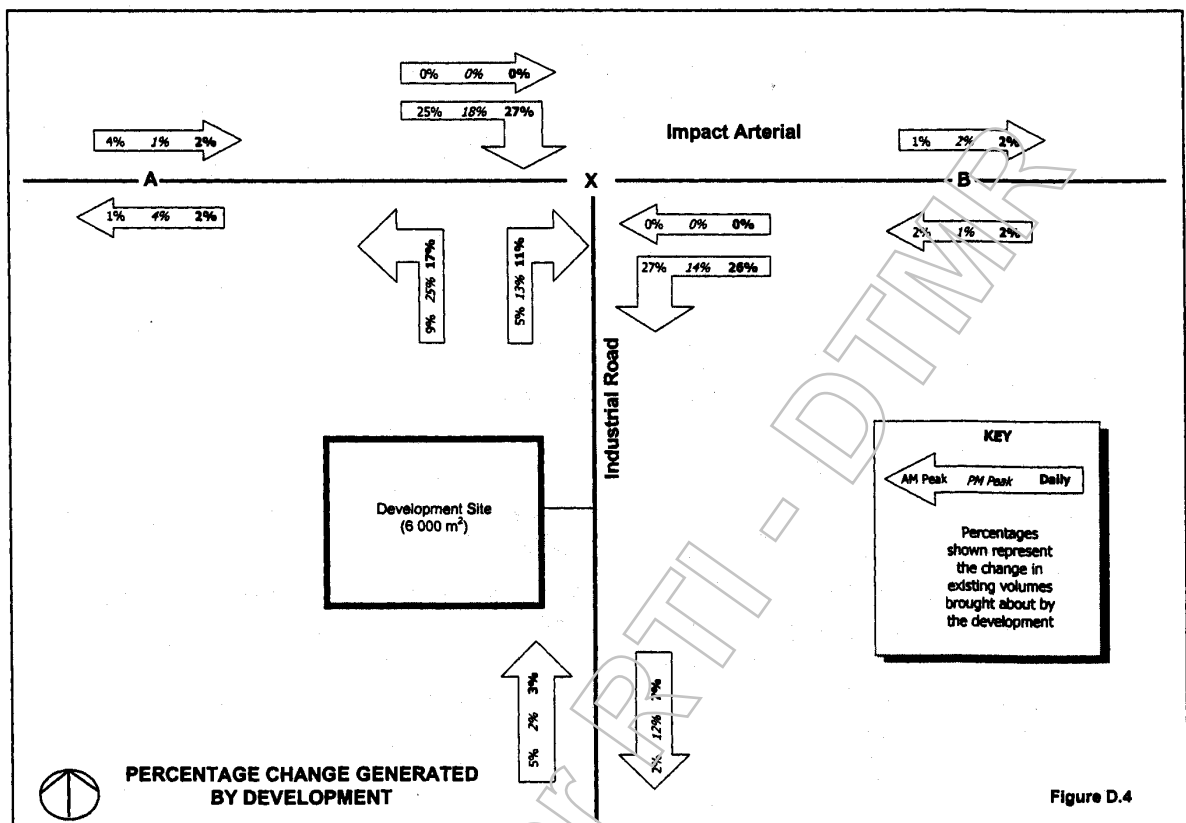 0% 0% 0%
25% 18% 27%
Impact Arterial
4% 1% 2%
1% 2% 2%
A
X
B
1% 4% 2%
0% 0% 0%
2% 1% 2%
27% 14% 26%
9% 25% 17%
5% 13% 11%
Industrial Road
Development Site
(6 000 m²)
KEY
AM Peak PM Peak Daily
Percentages
shown represent
the change in
existing volumes
brought about by
the development
5% 2% 3%
2% 12%
PERCENTAGE CHANGE GENERATED
BY DEVELOPMENT
Figure D.4
r RTI - DTMR